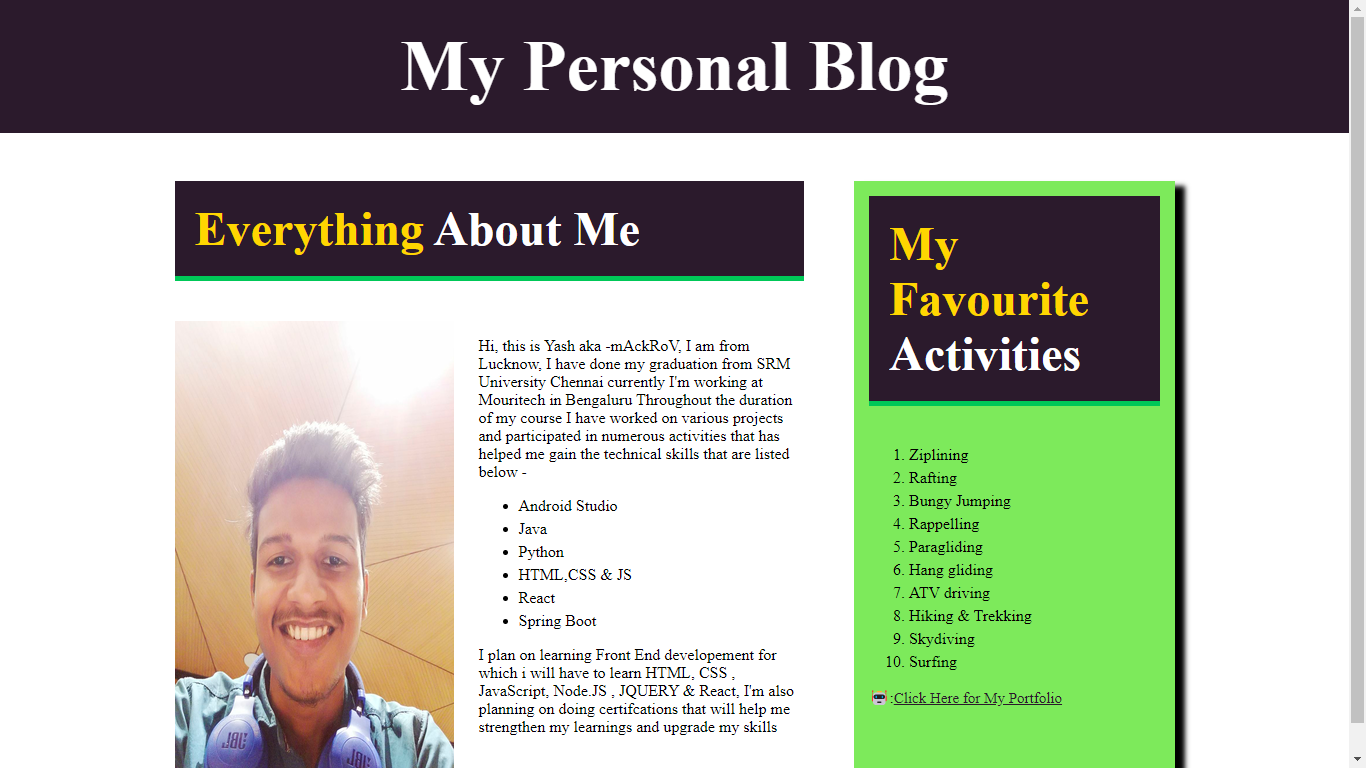 My Personal Blog
Everything About Me
Hi, this is Yash aka -mAckRoV, I am from
Lucknow, I have done my graduation from SRM
University Chennai currently I'm working at
Mouritech in Bengaluru Throughout the duration
of my course I have worked on various projects
and participated in numerous activities that has
helped me gain the technical skills that are listed
below -
Android Studio
Java
Python
HTML,CSS & JS
React
Spring Boot
I plan on learning Front End developement for
which i will have to learn HTML, CSS ,
JavaScript, Node.JS , JQUERY & React, I'm also
planning on doing certifcations that will help me
strengthen my learnings and upgrade my skills
JBL
JBL
My
Favourite
Activities
1. Ziplining
2. Rafting
3. Bungy Jumping
4. Rappelling
5. Paragliding
6. Hang gliding
7. ATV driving
8. Hiking & Trekking
9. Skydiving
10. Surfing
:Click Here for My Portfolio